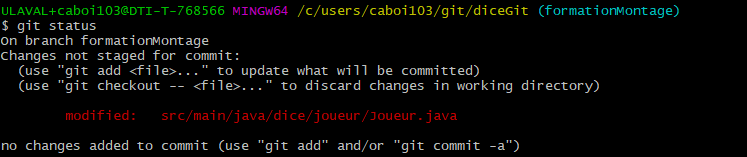 ULAVAL+caboi103@DTI-T-768566 MINGW64 /c/users/caboi103/git/diceGit (formationMontage)
$ git status
On branch formationMontage
Changes not staged for commit:
  (use "git add <file>..." to update what will be committed)
  (use "git checkout -- <file>..." to discard changes in working directory)

        modified:   src/main/java/dice/joueur/Joueur.java

no changes added to commit (use "git add" and/or "git commit -a")